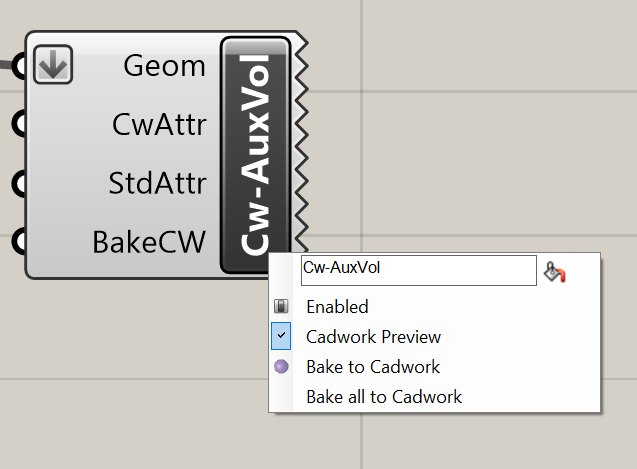 Geom
CwAttr
StdAttr
BakeCW
Cw-AuxVol
Cw-AuxVol
Enabled
Cadwork Preview
Bake to Cadwork
Bake all to Cadwork